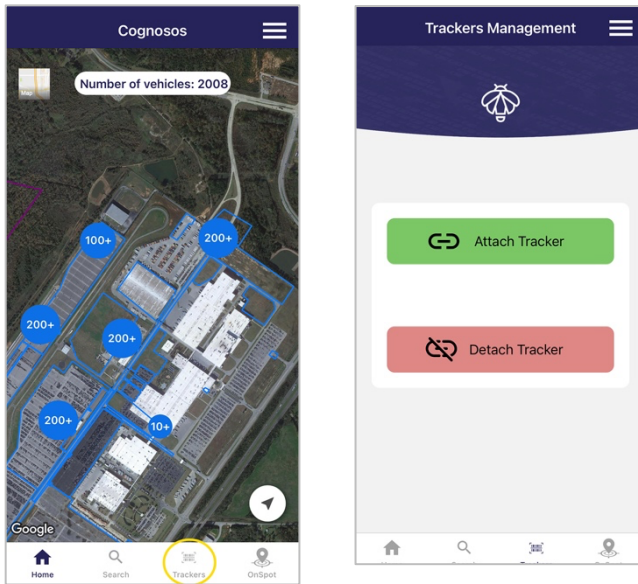 Cognosos
Map
Number of vehicles: 2008
100+
200+
200+
200+
200+
10+
Google
Home
Search
Trackers
OnSpot
Trackers Management
Attach Tracker
Detach Tracker